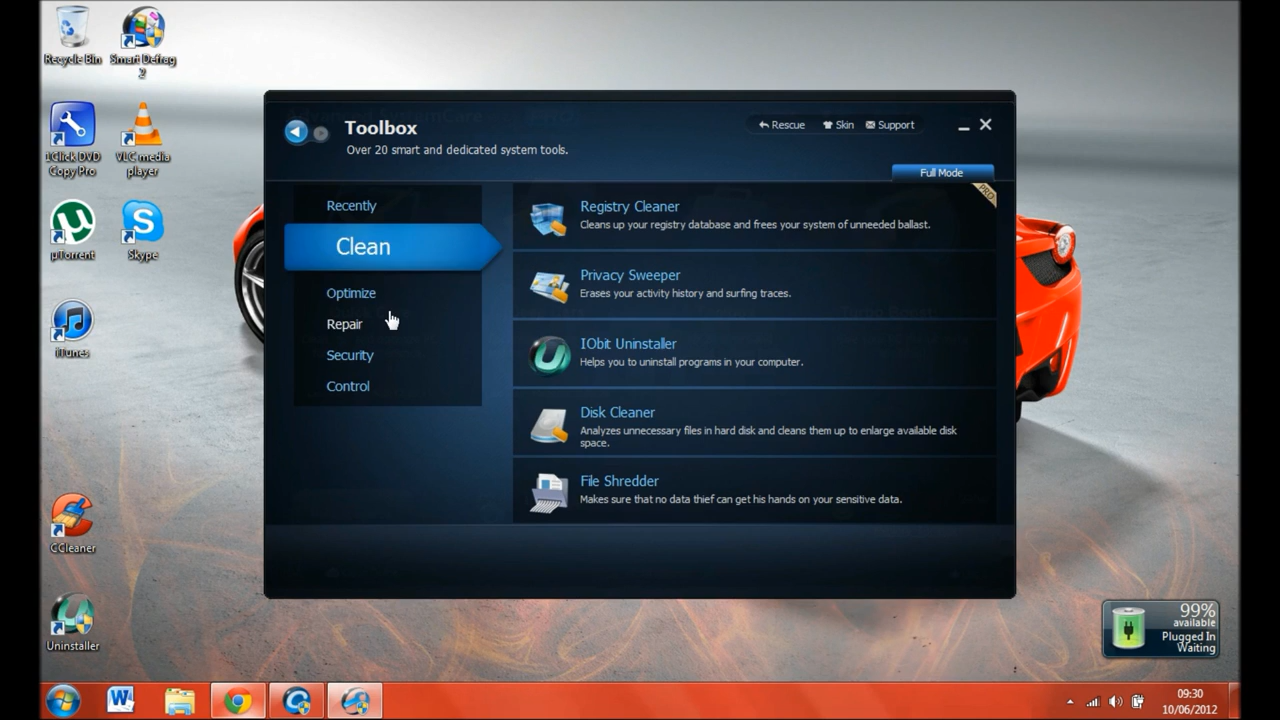 Recycle Bin
Smart Defrag
2
1Click DVD
Copy Pro
VLC media
player
µTorrent
Skype
iTunes
CCleaner
Uninstaller
Toolbox
Over 20 smart and dedicated system tools.
Rescue
Skin
Support
Full Mode
PRO
Recently
Clean
Optimize
Repair
Security
Control
Registry Cleaner
Cleans up your registry database and frees your system of unneeded ballast.
Privacy Sweeper
Erases your activity history and surfing traces.
IObit Uninstaller
Helps you to uninstall programs in your computer.
Disk Cleaner
Analyzes unnecessary files in hard disk and cleans them up to enlarge available disk
space.
File Shredder
Makes sure that no data thief can get his hands on your sensitive data.
99%
available
Plugged In
Waiting
09:30
10/06/2012